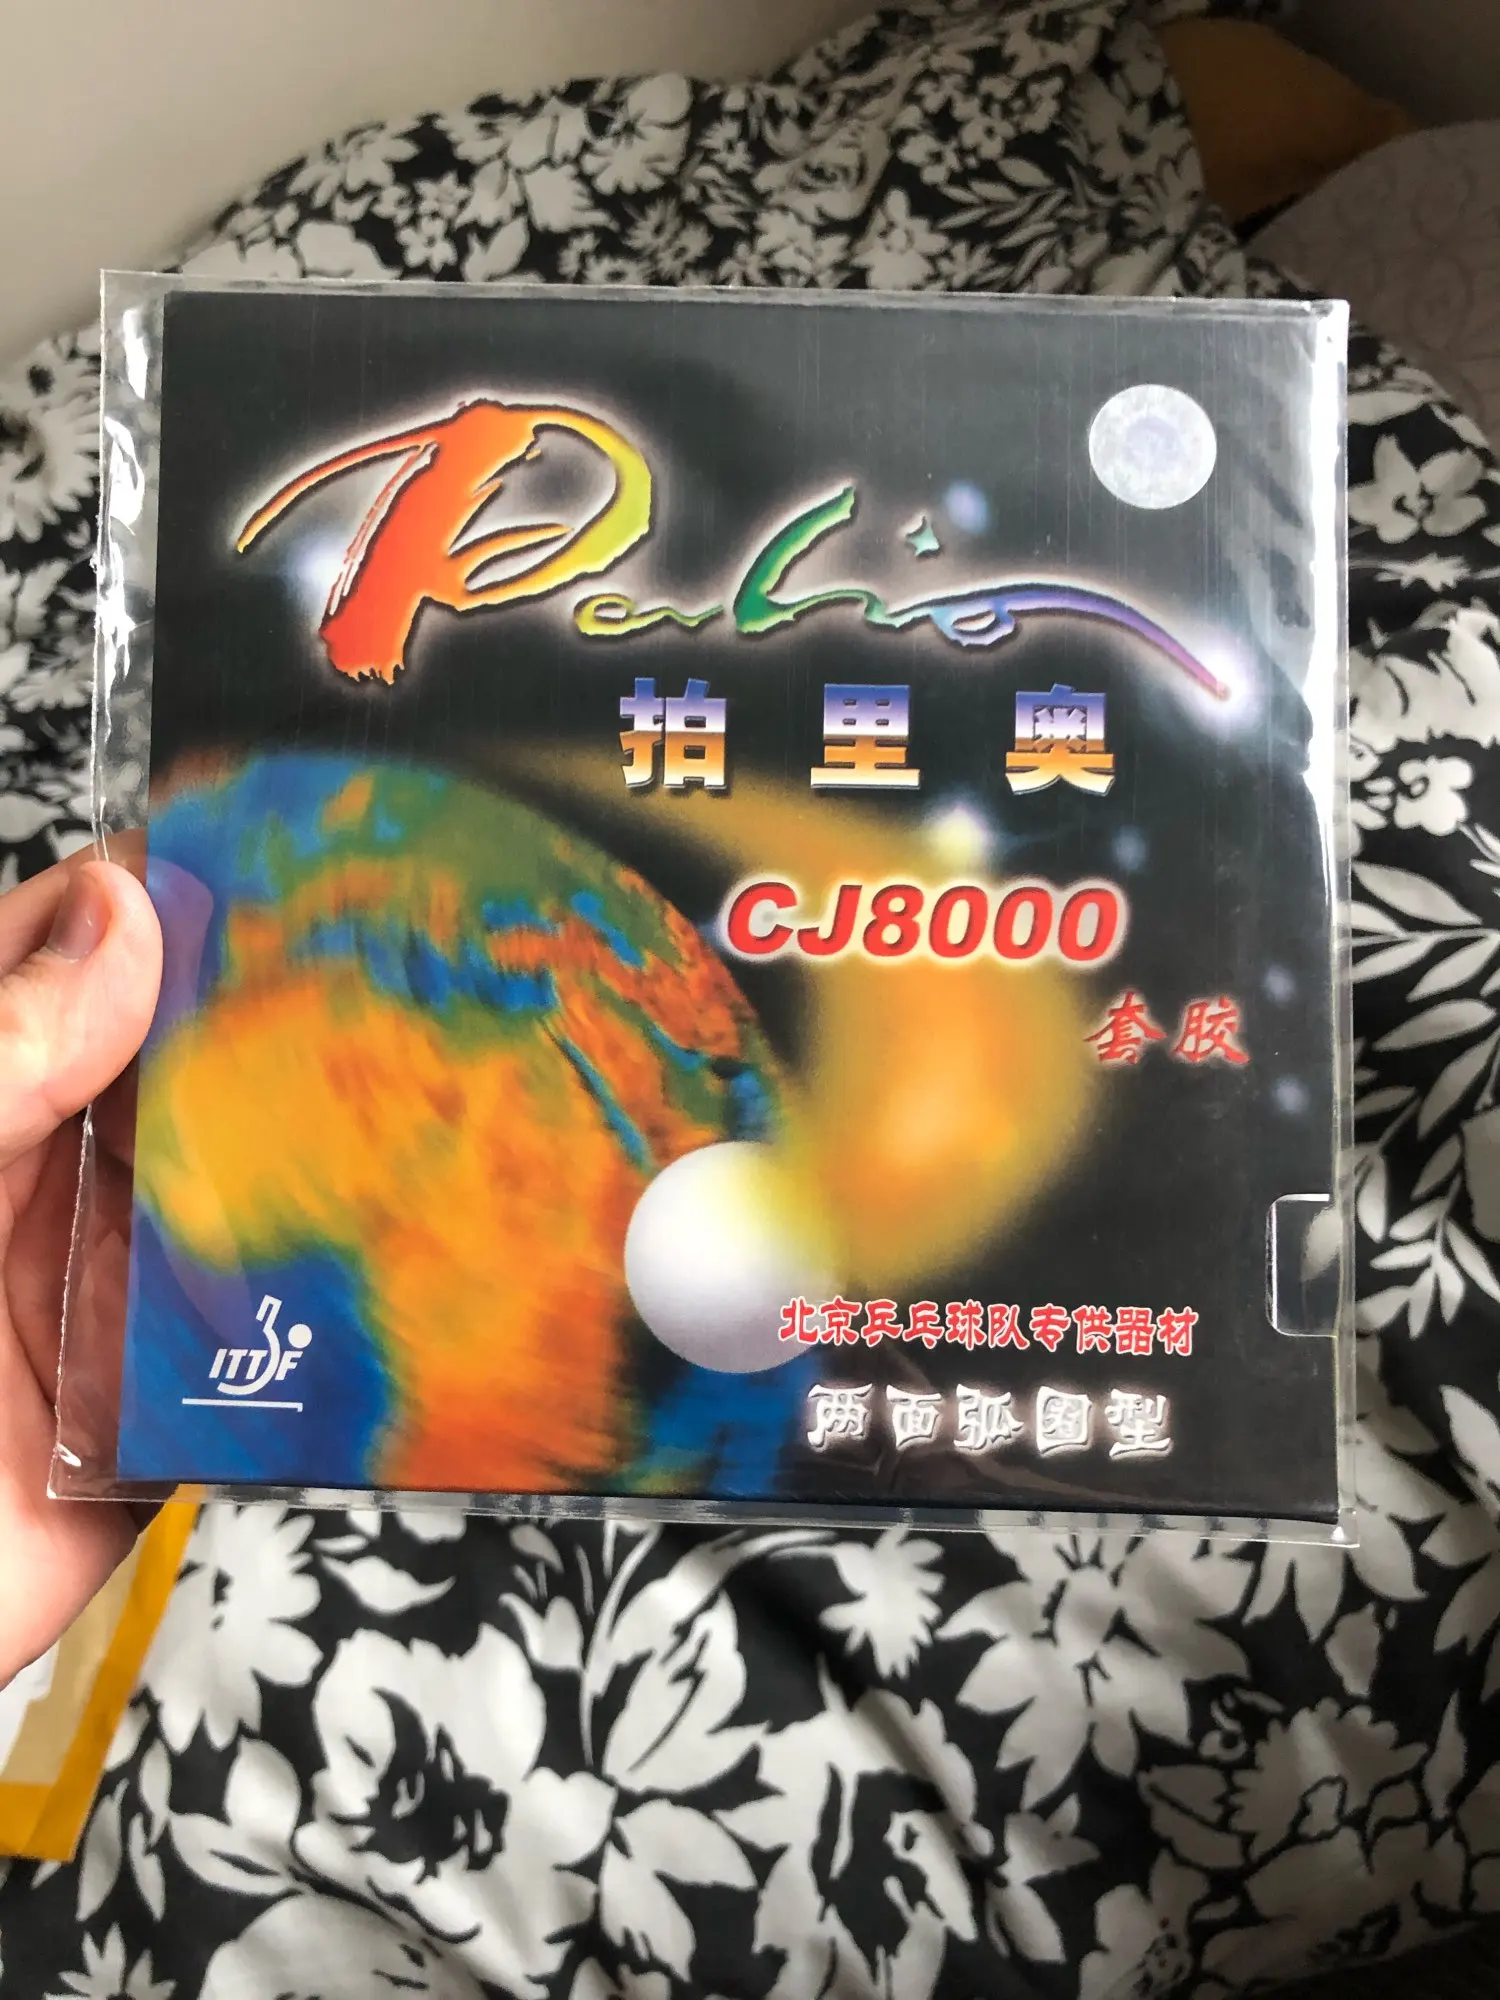 Palio
拍里奥
CJ8000
套胶
北京乒乓球队专供器材
两面弧圈型
ITTF